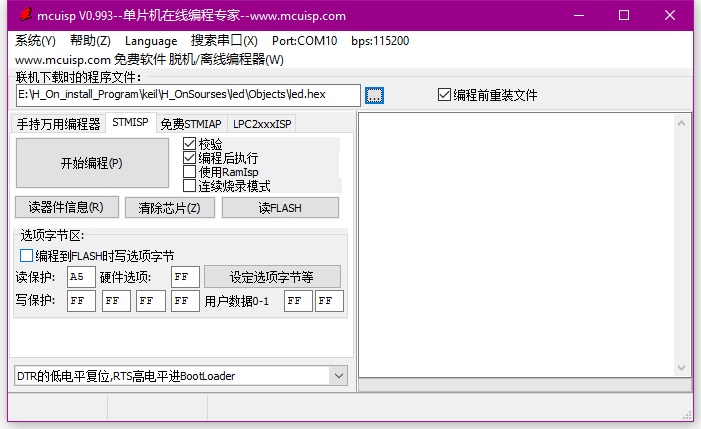 mcuisp V0.993--单片机在线编程专家--www.mcuisp.com
系统(Y) 帮助(Z) Language 搜索串口(X) Port:COM10 bps:115200
www.mcuisp.com 免费软件 脱机/离线编程器(W)
联机下载时的程序文件：
E:\H_On_install_Program\keil\H_OnSourses\led\Objects\led.hex ... 编程前重装文件
手持万用编程器 STMISP 免费STMIAP LPC2xxxISP
开始编程(P)
校验
编程后执行
使用RamIsp
连续烧录模式
读器件信息(R) 清除芯片(Z) 读FLASH
选项字节区:
编程到FLASH时写选项字节
读保护: A5 硬件选项: FF 设定选项字节等
写保护: FF FF FF FF 用户数据0-1 FF FF
DTR的低电平复位,RTS高电平进BootLoader